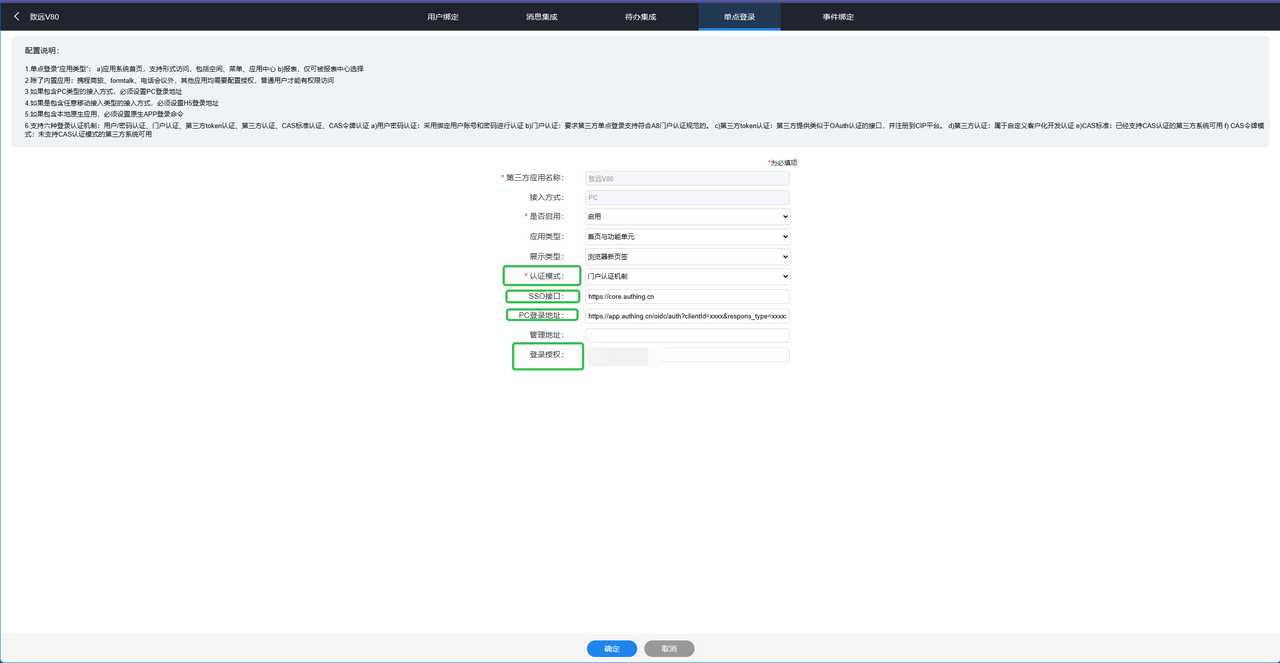 致远V80
用户绑定
消息集成
待办集成
单点登录
事件绑定
配置说明：
1.单点登录“应用类型”： a)应用系统首页，支持形式访问，包括空间、菜单、应用中心 b)报表，仅可被报表中心选择
2.除了内置应用：携程商旅、formtalk、电话会议外，其他应用均需要配置授权，普通用户才能有权限访问
3.如果包含PC类型的接入方式，必须设置PC登录地址
4.如果是包含任意移动接入类型的接入方式，必须设置H5登录地址
5.如果包含本地原生应用，必须设置原生APP登录命令
6.支持六种登录认证机制：用户/密码认证、门户认证、第三方token认证、第三方认证、CAS标准认证、CAS令牌认证 a)用户密码认证：采用绑定用户账号和密码进行认证 b)门户认证：要求第三方单点登录支持符合A8门户认证规范的。 c)第三方token认证：第三方提供类似于OAuth认证的接口，并注册到CIP平台。 d)第三方认证：属于自定义客户化开发认证 e)CAS标准：已经支持CAS认证的第三方系统可用 f) CAS令牌模
式：未支持CAS认证模式的第三方系统可用
*为必填项
* 第三方应用名称： 致远V80
接入方式： PC
* 是否启用： 启用
应用类型： 首页与功能单元
展示类型： 浏览器新页签
* 认证模式： 门户认证机制
SSO接口： https://core.authing.cn
PC登录地址： https://app.authing.cn/oidc/auth?clientId=xxxx&respons_type=xxxc
管理地址：
登录授权：
确定
取消